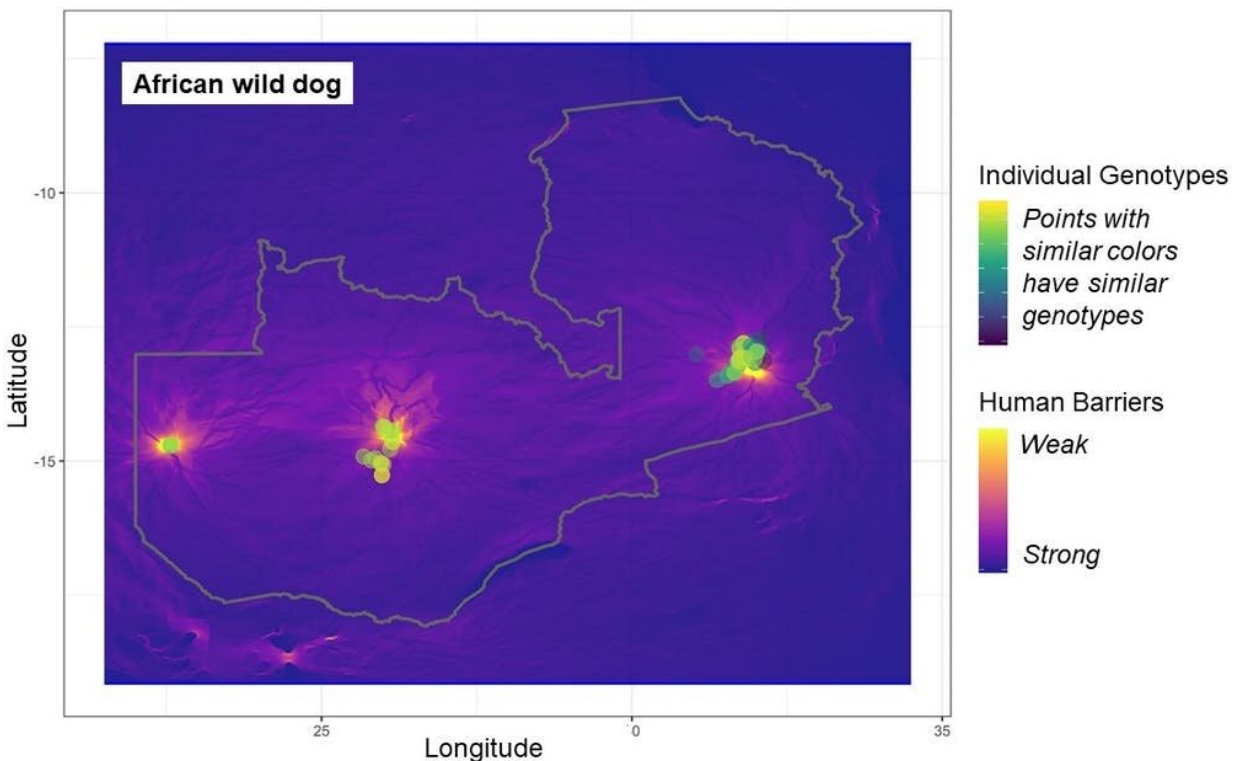 African wild dog
-10
-15
Latitude
25
0
35
Longitude
Individual Genotypes
Points with
similar colors
have similar
genotypes
Human Barriers
Weak
Strong